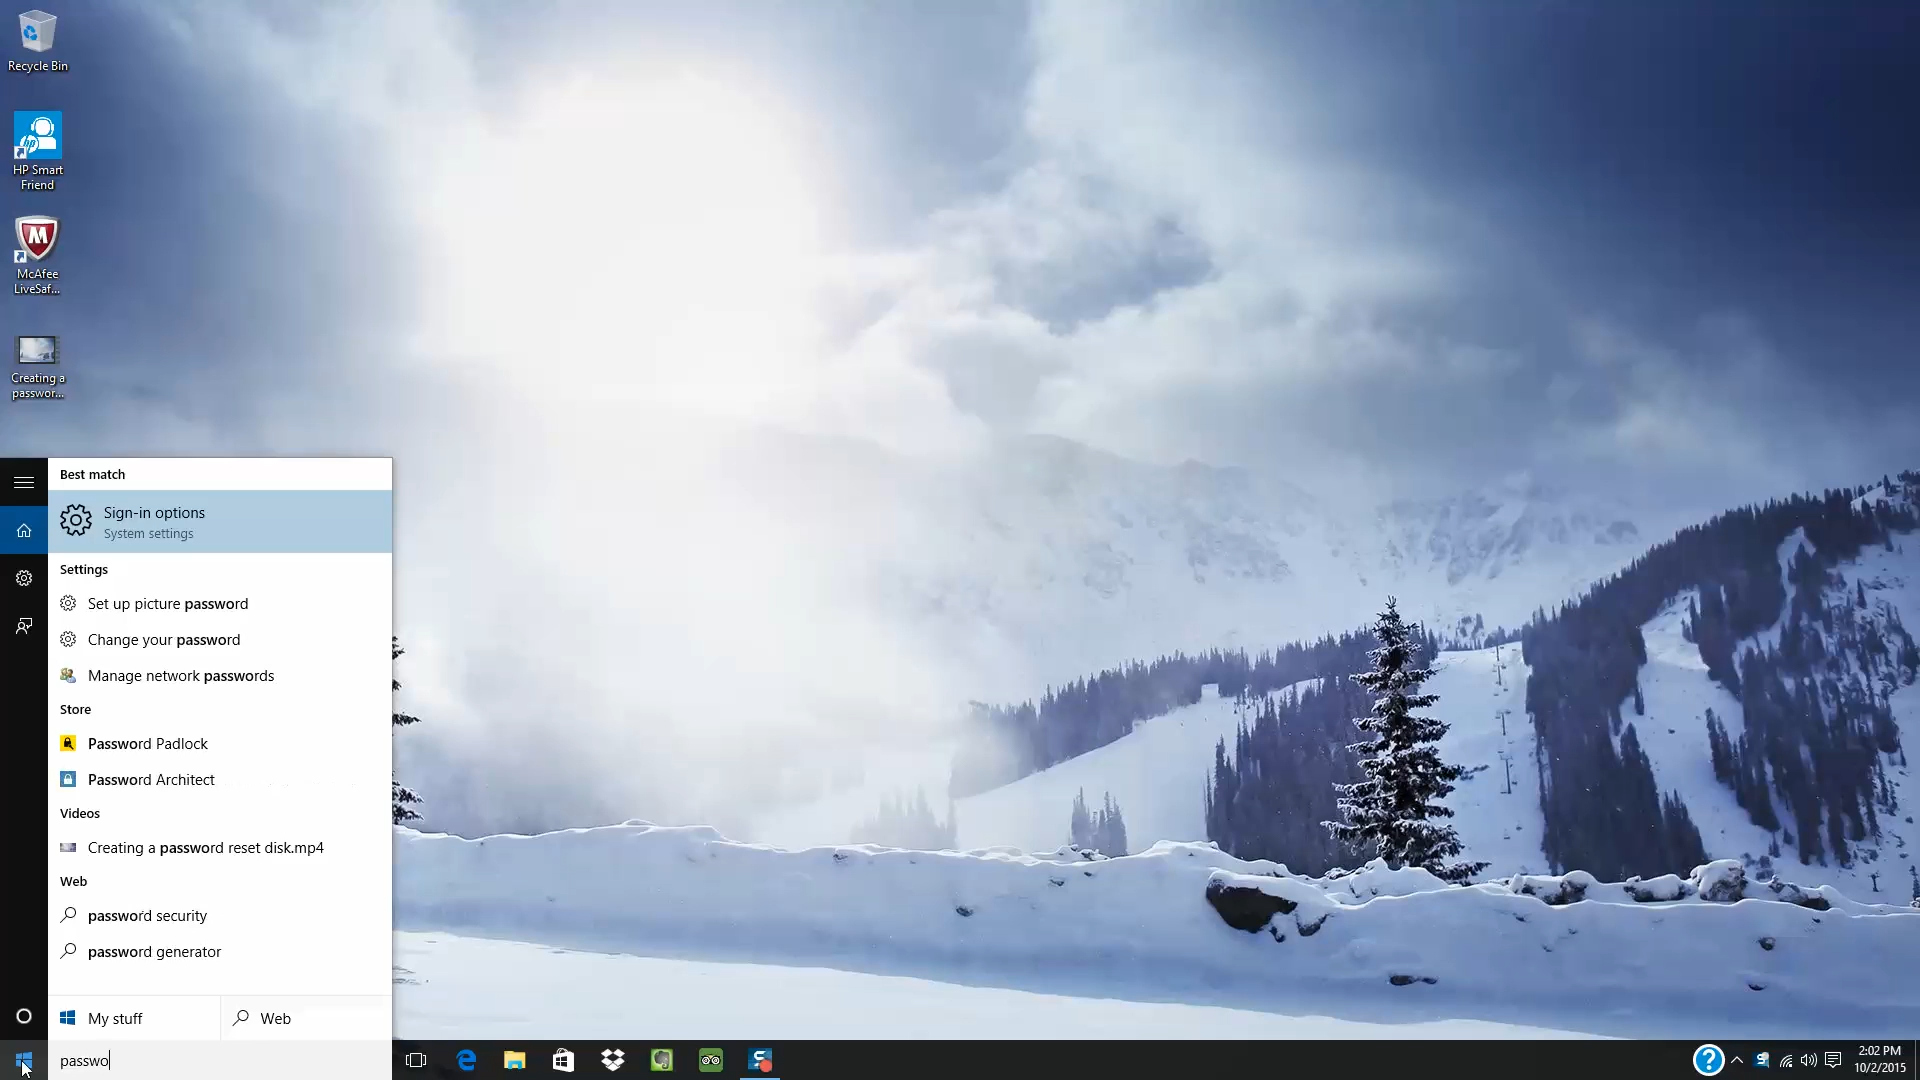 Recycle Bin
HP Smart
Friend
McAfee
LiveSaf...
Creating a
passwor...
Best match
Sign-in options
System settings
Settings
Set up picture password
Change your password
Manage network passwords
Store
Password Padlock
Password Architect
Videos
Creating a password reset disk.mp4
Web
password security
password generator
My stuff
Web
passwo
2:02 PM
10/2/2015